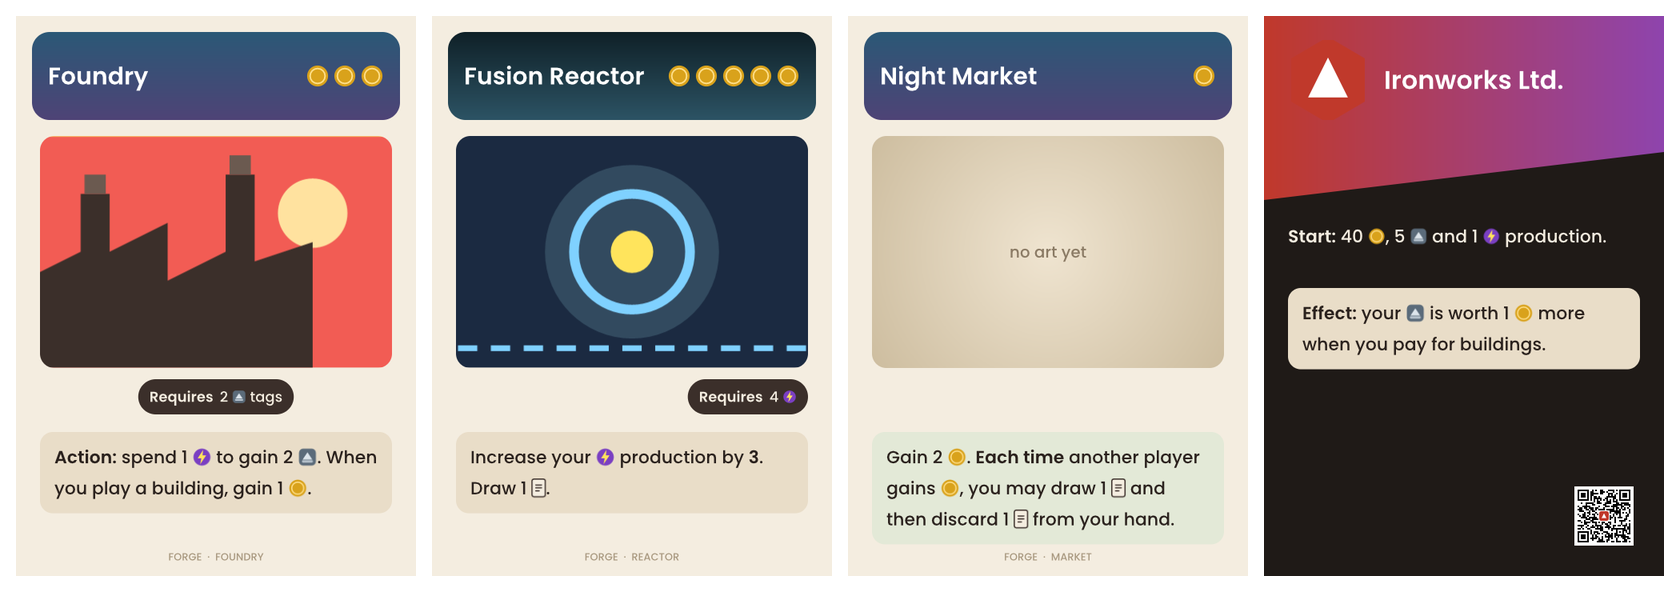 Foundry
Requires 2 tags
Action: spend 1 to gain 2 . When
you play a building, gain 1 .
FORGE · FOUNDRY
Fusion Reactor
Requires 4
Increase your production by 3.
Draw 1 .
FORGE · REACTOR
Night Market
no art yet
Gain 2 . Each time another player
gains , you may draw 1 and
then discard 1 from your hand.
FORGE · MARKET
Ironworks Ltd.
Start: 40 , 5 and 1 production.
Effect: your is worth 1 more
when you pay for buildings.